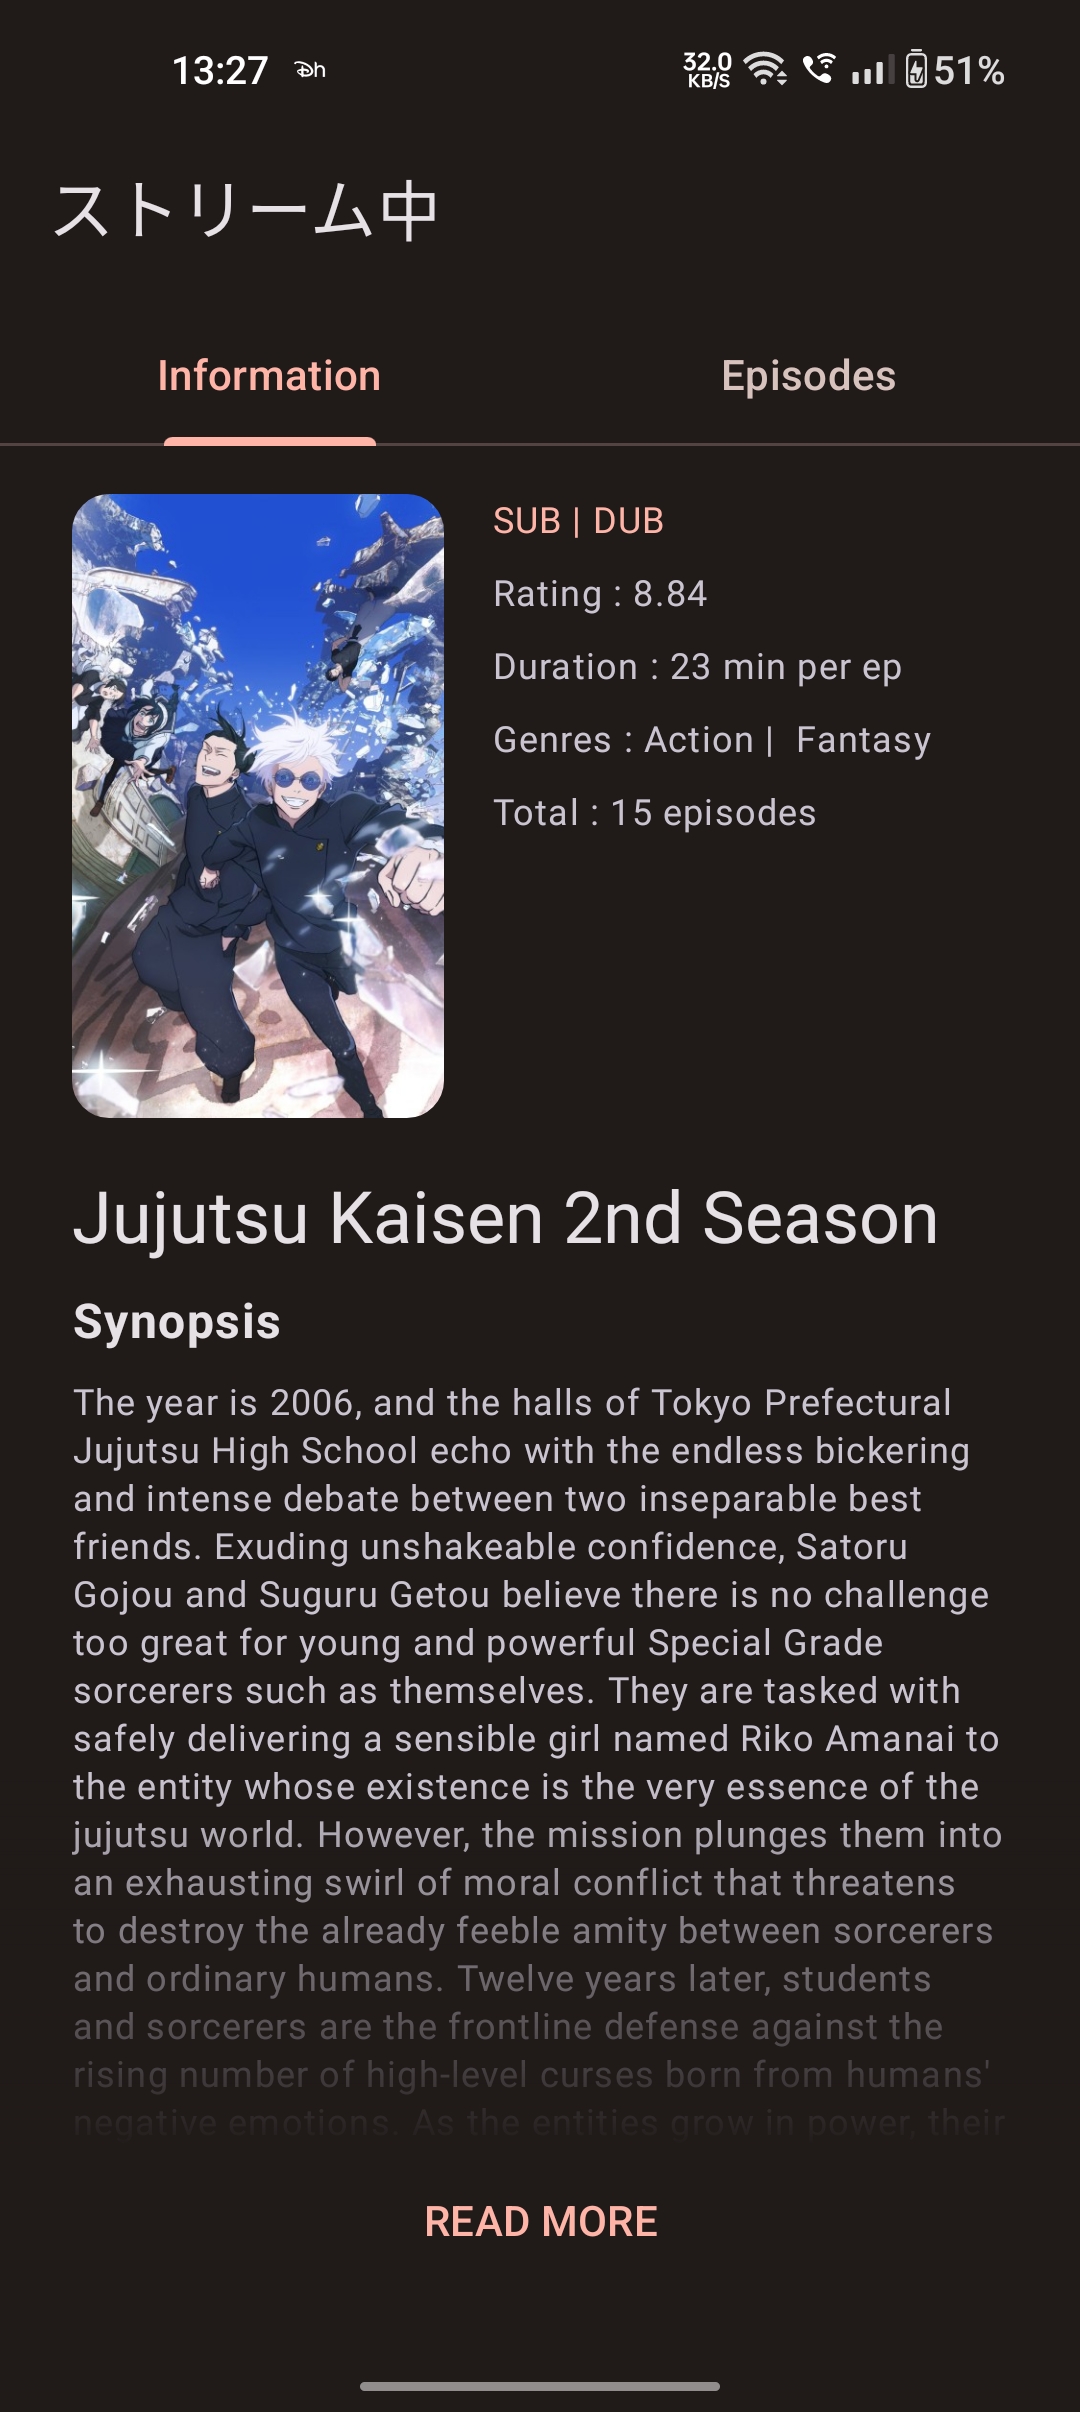 13:27
32.0
KB/S
51%
ストリーム中
Information
Episodes
SUB | DUB
Rating : 8.84
Duration : 23 min per ep
Genres : Action |  Fantasy
Total : 15 episodes
Jujutsu Kaisen 2nd Season
Synopsis
The year is 2006, and the halls of Tokyo Prefectural
Jujutsu High School echo with the endless bickering
and intense debate between two inseparable best
friends. Exuding unshakeable confidence, Satoru
Gojou and Suguru Getou believe there is no challenge
too great for young and powerful Special Grade
sorcerers such as themselves. They are tasked with
safely delivering a sensible girl named Riko Amanai to
the entity whose existence is the very essence of the
jujutsu world. However, the mission plunges them into
an exhausting swirl of moral conflict that threatens
to destroy the already feeble amity between sorcerers
and ordinary humans. Twelve years later, students
and sorcerers are the frontline defense against the
rising number of high-level curses born from humans'
negative emotions. As the entities grow in power, their
READ MORE